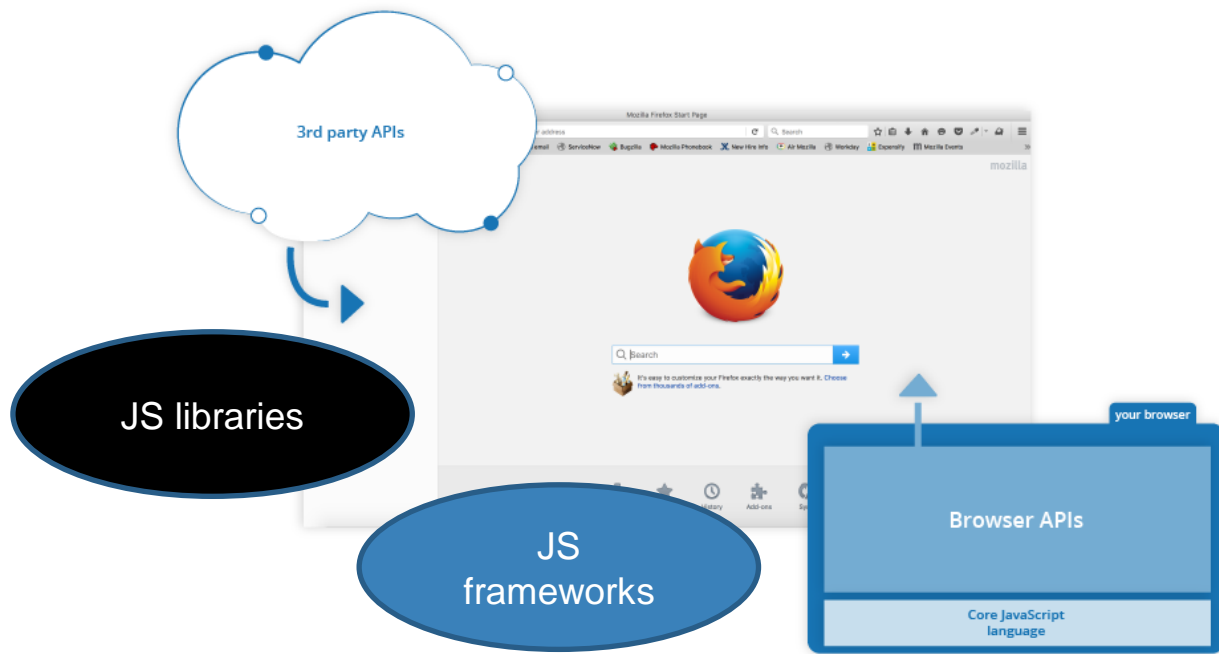 3rd party APIs
Mozilla Firefox Start Page
address
Search
email ServiceNow Bugzilla Mozilla Phonebook New Hire Info Air Mozilla Workday Expensify Mozilla Events
mozilla
Search
It's easy to customize your Firefox exactly the way you want it. Choose
from thousands of add-ons.
JS libraries
your browser
History Add-ons
Browser APIs
JS
frameworks
Core JavaScript
language